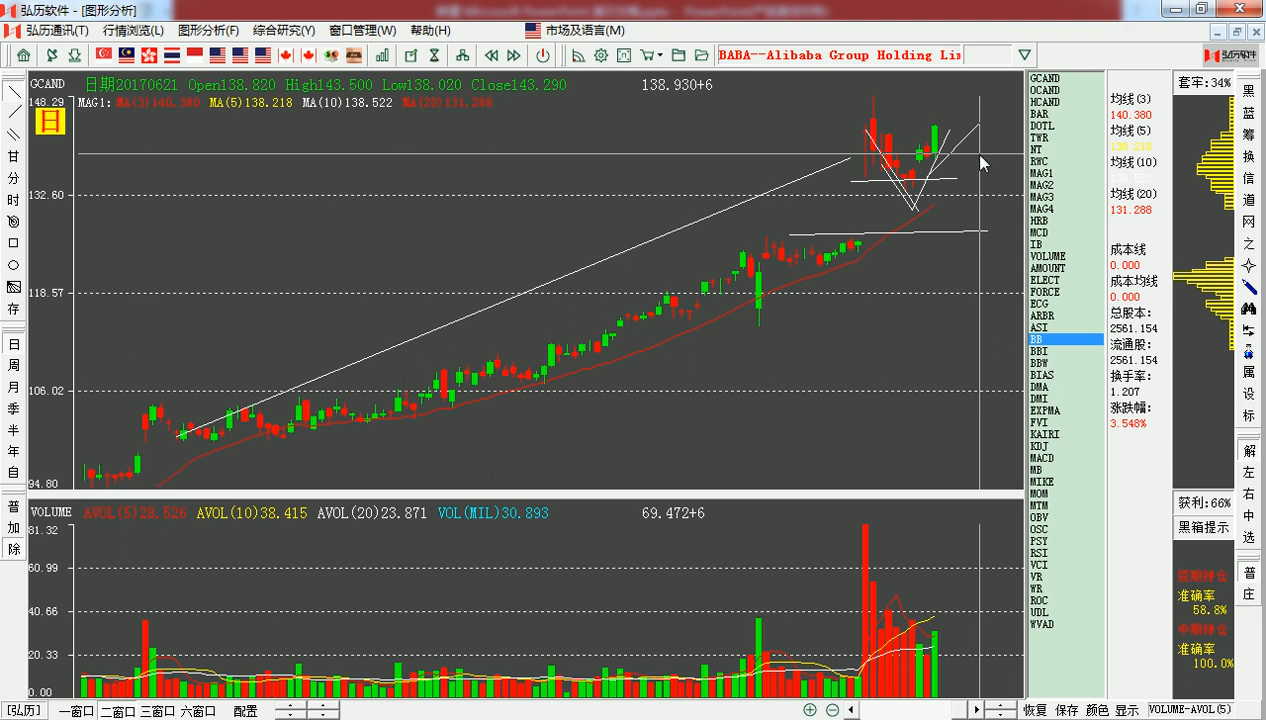 弘历软件 - [图形分析]
弘历通讯(T) 行情浏览(L) 图形分析(F) 综合研究(Y) 窗口管理(W) 帮助(H) 市场及语言(M)
BABA--Alibaba Group Holding Lis
弘历软件
GCAND 日期20170621 Open138.820 High143.500 Low138.020 Close143.290 138.930+6
148.29 MAG1: MA(3)140.380 MA(5)138.218 MA(10)138.522 MA(20)131.288
日
132.60
118.57
106.02
94.80
VOLUME AVOL(5)28.526 AVOL(10)38.415 AVOL(20)23.871 VOL(MIL)30.893 69.472+6
81.32
60.99
40.66
20.33
0.00
甘
分
时
存
日
周
月
季
半
年
自
普
加
除
GCAND
OCAND
HCAND
BAR
DOTL
TWR
NT
RWC
MAG1
MAG2
MAG3
MAG4
HRB
MCD
IB
VOLUME
AMOUNT
ELECT
FORCE
ECG
ARBR
ASI
BB
BBI
BBW
BIAS
DMA
DMI
EXPMA
FVI
KAIRI
KDJ
MACD
MB
MIKE
MOM
MTM
OBV
OSC
PSY
RSI
VCI
VR
WR
ROC
UDL
WVAD
均线(3)
140.380
均线(5)
138.218
均线(10)
均线(20)
131.288
成本线
0.000
成本均线
0.000
总股本:
2561.154
流通股:
2561.154
换手率:
1.207
涨跌幅:
3.548%
套牢:34%
获利:66%
黑箱提示
短期持仓
准确率
58.8%
中期持仓
准确率
100.0%
黑
蓝
筹
换
信
道
网
之
属
设
标
解
左
右
中
选
普
庄
[弘历] 一窗口 二窗口 三窗口 六窗口 配置 恢复 保存 颜色 显示 VOLUME-AVOL(5)